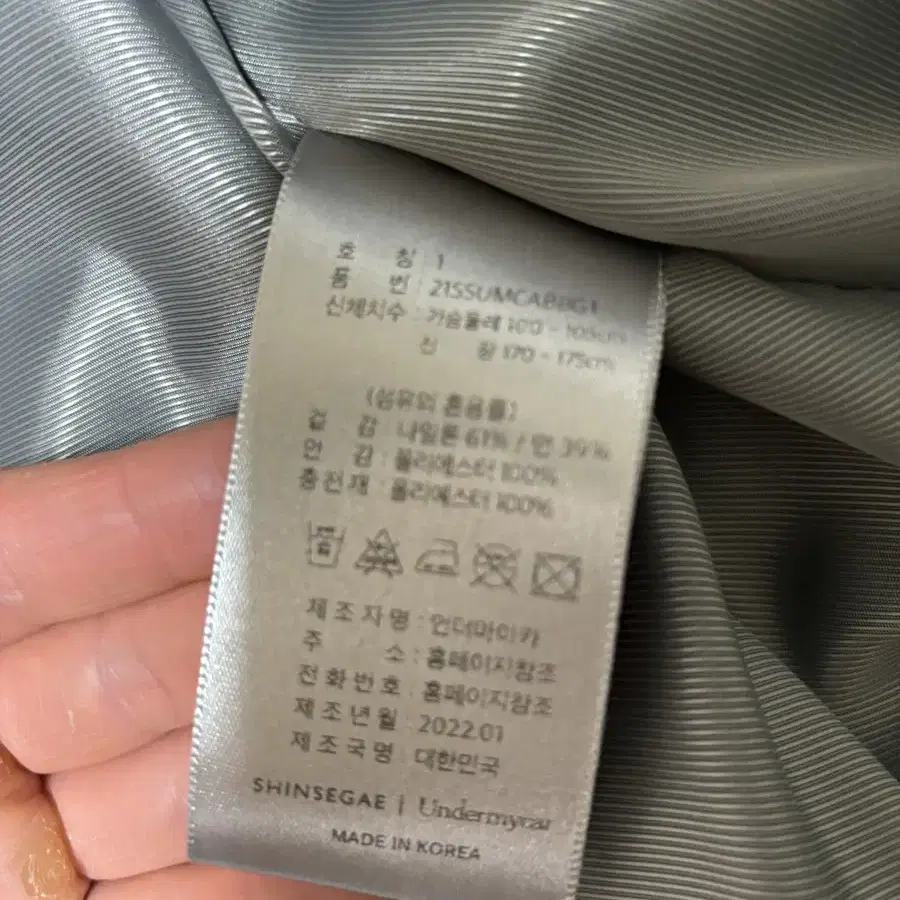 호 칭 : 1
품 번 : 21SSUMCABBG1
신체치수 : 가슴둘레 100 - 105cm
신 장 170 - 175cm
(섬유의 혼용률)
겉 감 : 나일론 61% / 면 39%
안 감 : 폴리에스터 100%
충전재 : 폴리에스터 100%
제조자명 : 언더마이카
주 소 : 홈페이지참조
전화번호 : 홈페이지참조
제조년월 : 2022.01
제조국명 : 대한민국
SHINSEGAE | Undermycar
MADE IN KOREA